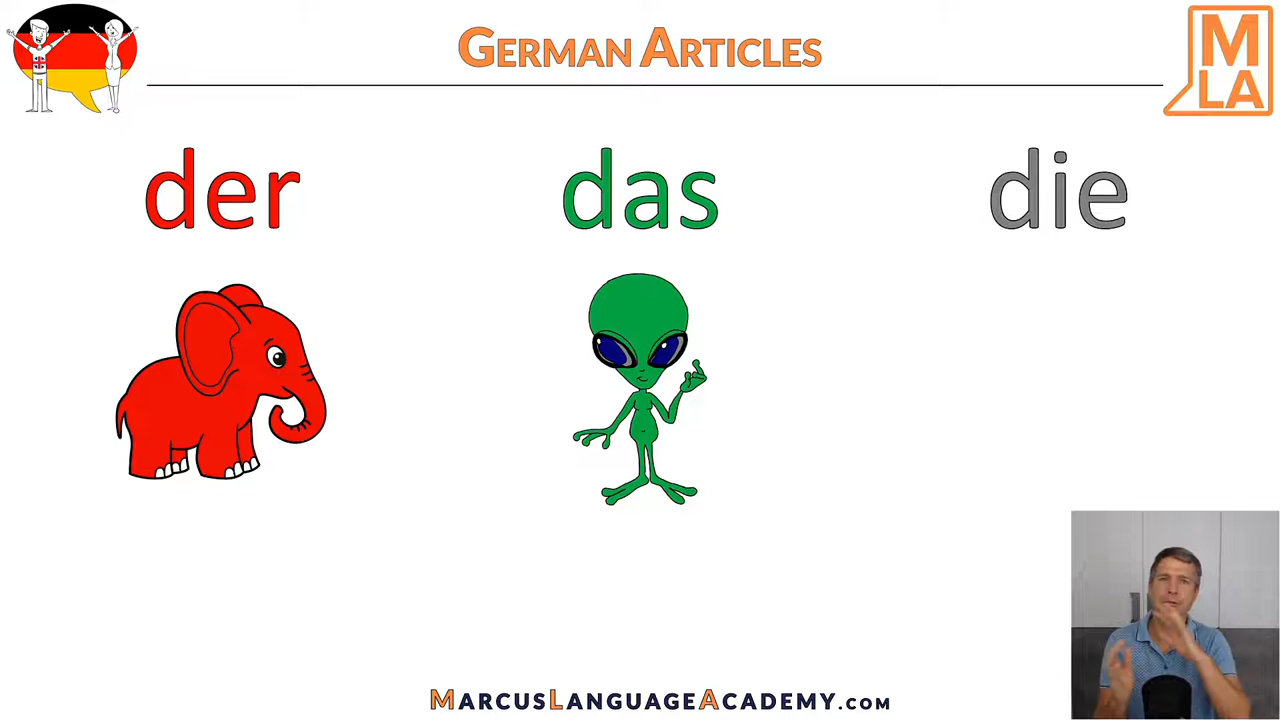 GERMAN ARTICLES
M
LA
der das die
MARCUSLANGUAGEACADEMY.COM